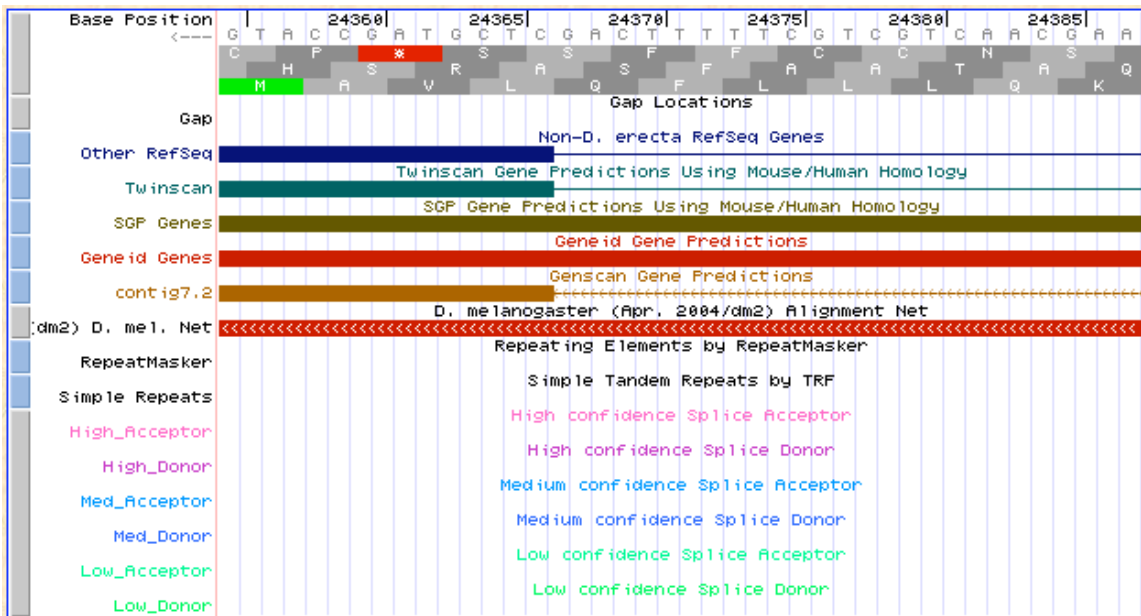 Base Position 24360 24365 24370 24375 24380 24385
<--- G T A C C G A T G C T C G A C T T T T T C G T C G T C A A C G A A
C P * S S F F C C N S
H S R A S F A A T A Q
M A V L Q F L L L Q K
Gap Locations
Gap
Non-D. erecta RefSeq Genes
Other RefSeq
Twinscan Gene Predictions Using Mouse/Human Homology
Twinscan
SGP Gene Predictions Using Mouse/Human Homology
SGP Genes
Geneid Gene Predictions
Geneid Genes
Genscan Gene Predictions
contig7.2
D. melanogaster (Apr. 2004/dm2) Alignment Net
(dm2) D. mel. Net
Repeating Elements by RepeatMasker
RepeatMasker
Simple Tandem Repeats by TRF
Simple Repeats
High confidence Splice Acceptor
High_Acceptor
High confidence Splice Donor
High_Donor
Medium confidence Splice Acceptor
Med_Acceptor
Medium confidence Splice Donor
Med_Donor
Low confidence Splice Acceptor
Low_Acceptor
Low confidence Splice Donor
Low_Donor